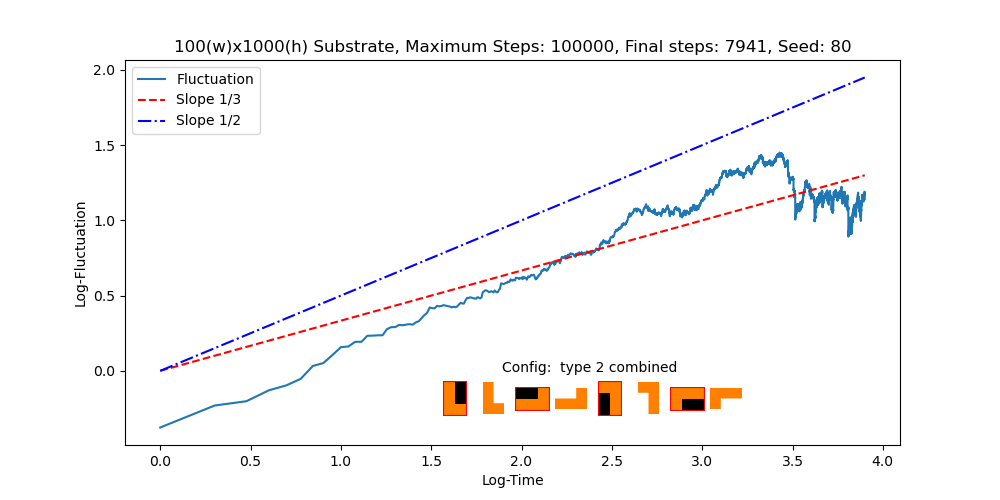 100(w)x1000(h) Substrate, Maximum Steps: 100000, Final steps: 7941, Seed: 80
Fluctuation
Slope 1/3
Slope 1/2
Log-Fluctuation
2.0
1.5
1.0
0.5
0.0
Config:  type 2 combined
0.0 0.5 1.0 1.5 2.0 2.5 3.0 3.5 4.0
Log-Time